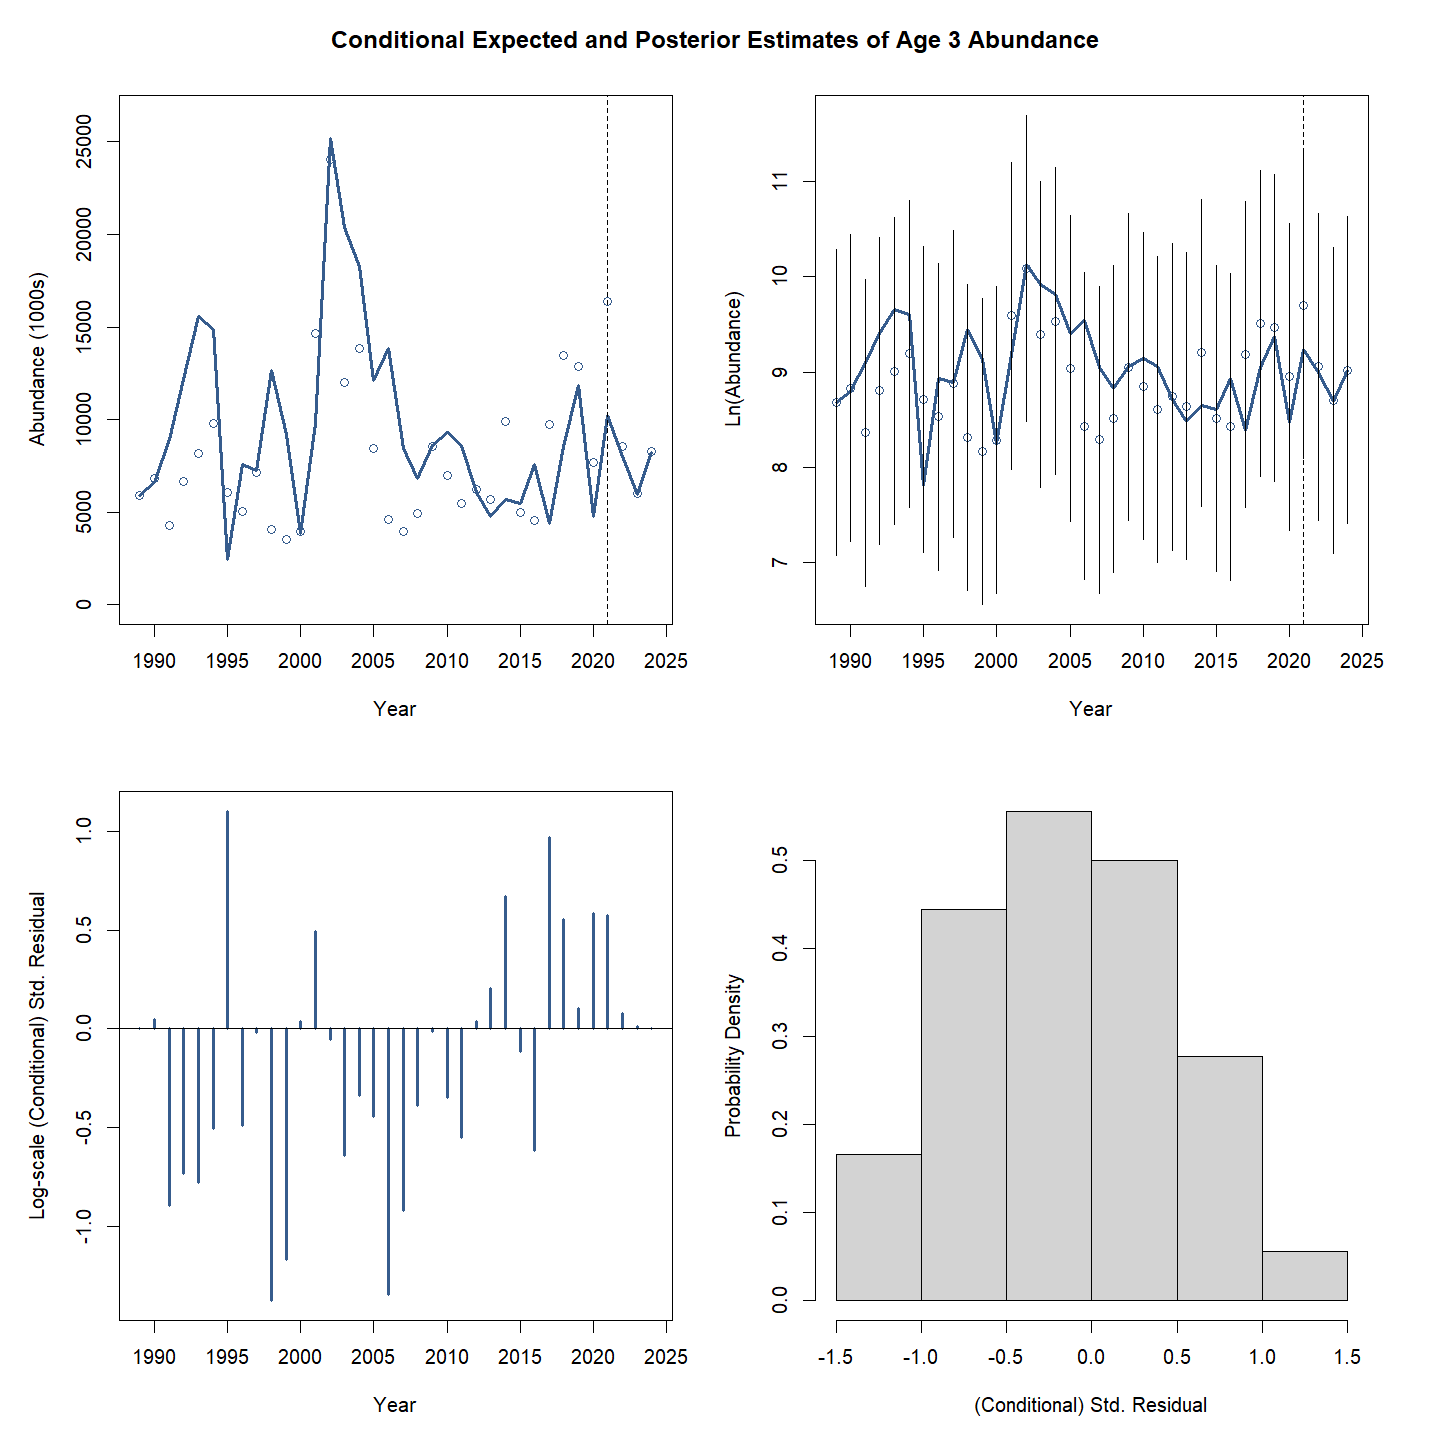 Conditional Expected and Posterior Estimates of Age 3 Abundance
Abundance (1000s)
25000
20000
15000
10000
5000
0
1990 1995 2000 2005 2010 2015 2020 2025
Year
Ln(Abundance)
11
10
9
8
7
1990 1995 2000 2005 2010 2015 2020 2025
Year
Log-scale (Conditional) Std. Residual
1.0
0.5
0.0
-0.5
-1.0
1990 1995 2000 2005 2010 2015 2020 2025
Year
Probability Density
0.5
0.4
0.3
0.2
0.1
0.0
-1.5 -1.0 -0.5 0.0 0.5 1.0 1.5
(Conditional) Std. Residual